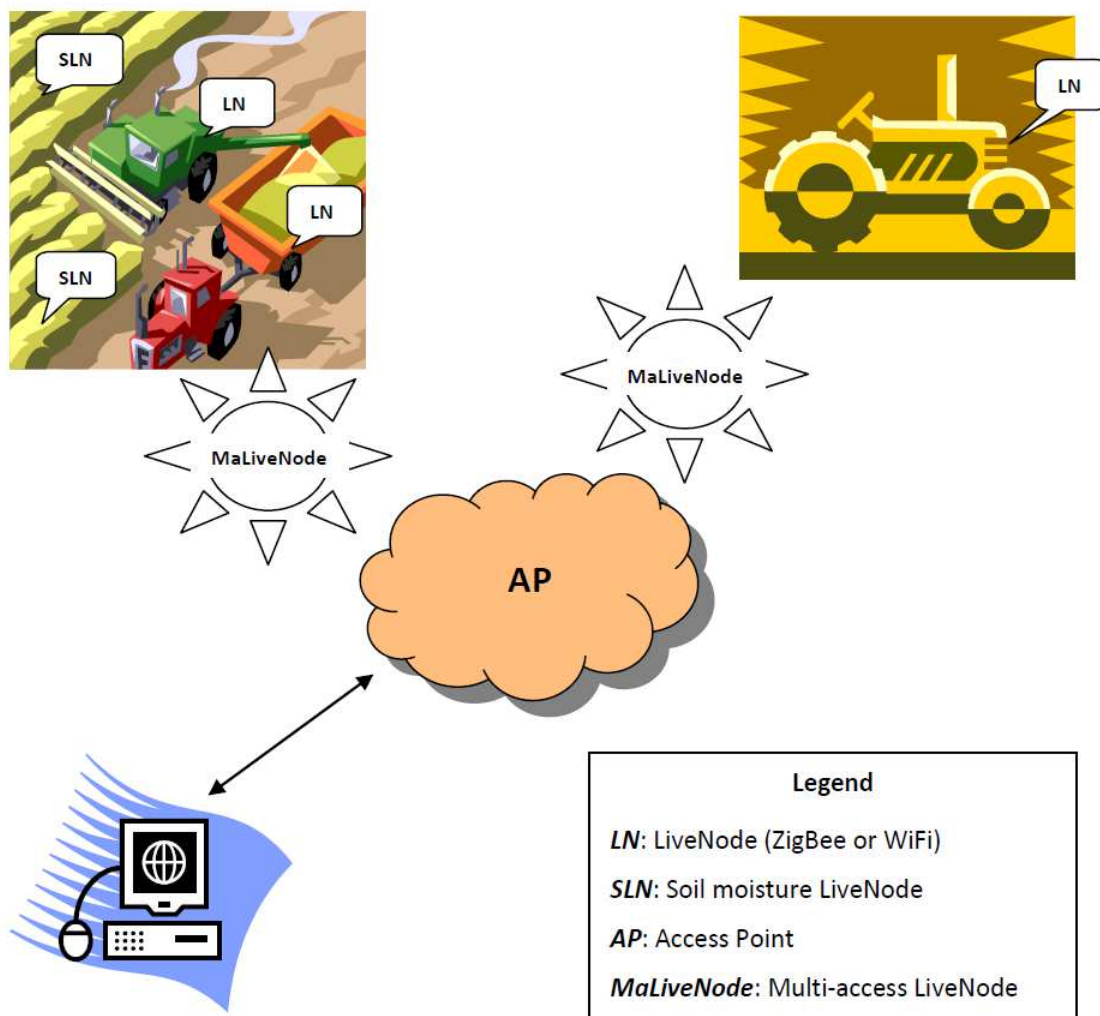 SLN
LN
LN
SLN
LN
MaLiveNode
MaLiveNode
AP
Legend
LN: LiveNode (ZigBee or WiFi)
SLN: Soil moisture LiveNode
AP: Access Point
MaLiveNode: Multi-access LiveNode